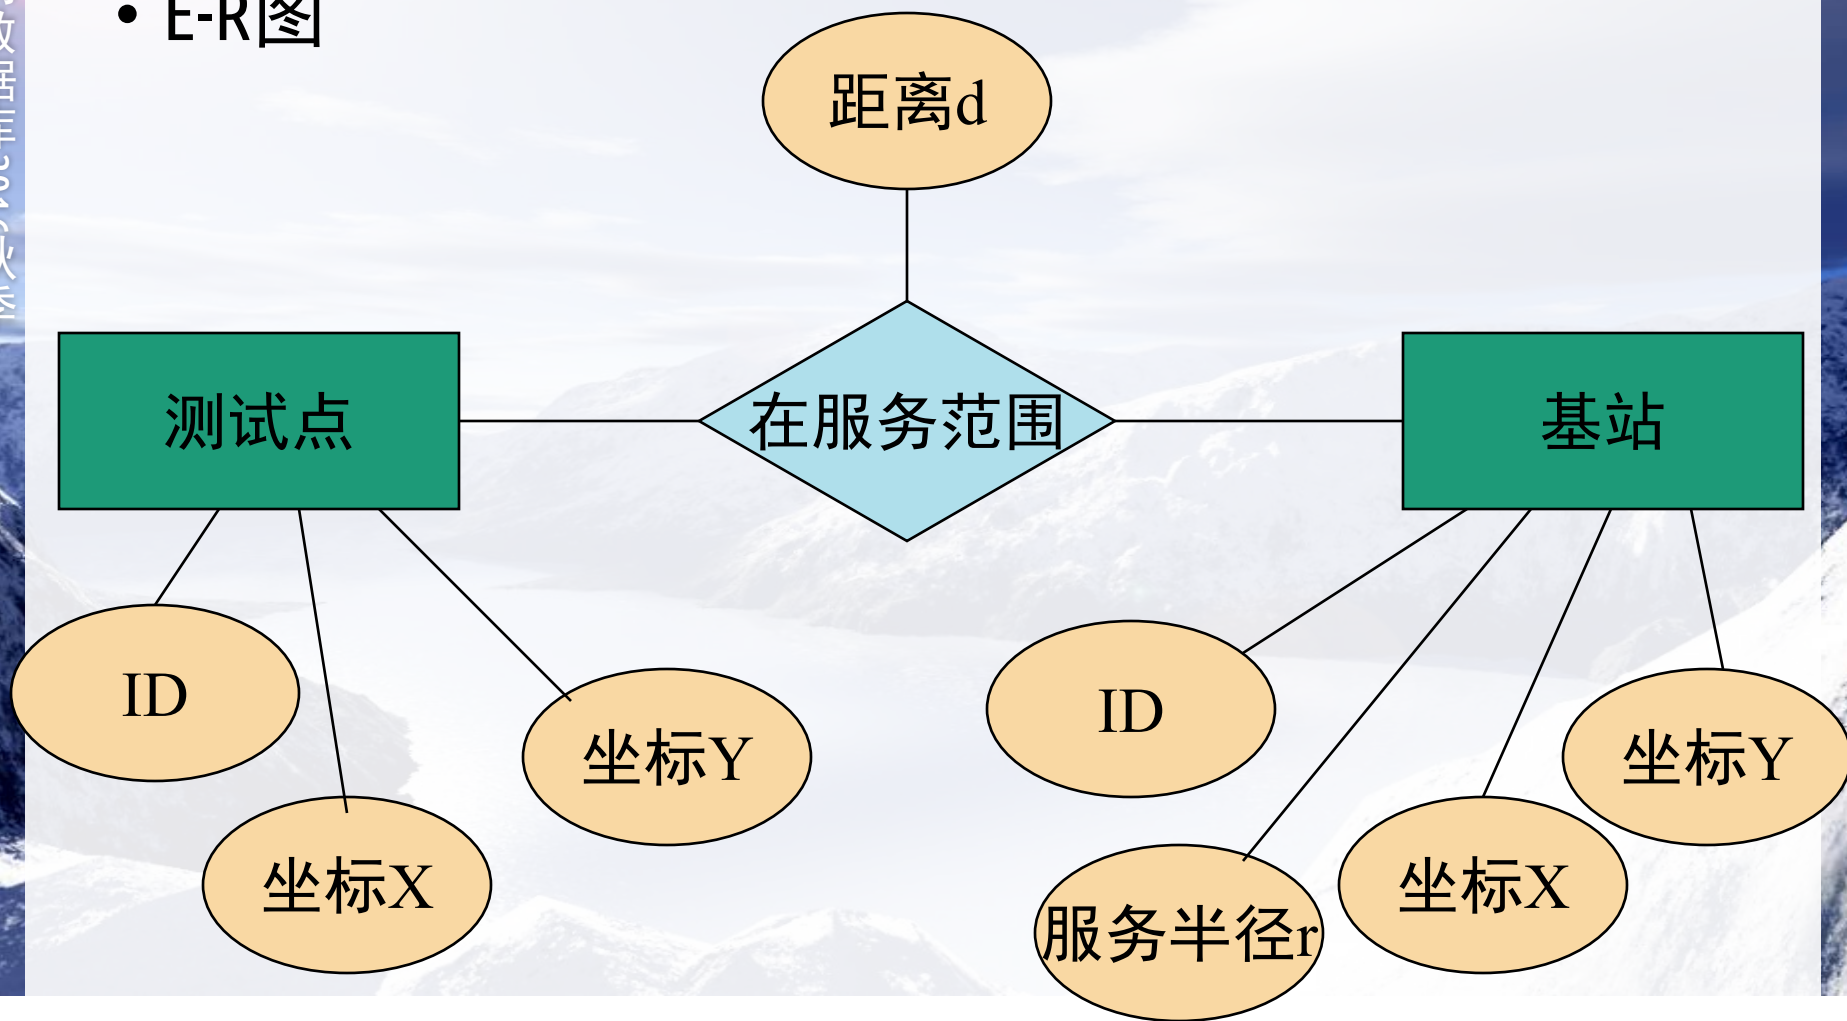 • E-R图
距离d
测试点
在服务范围
基站
ID
坐标X
坐标Y
ID
服务半径r
坐标X
坐标Y